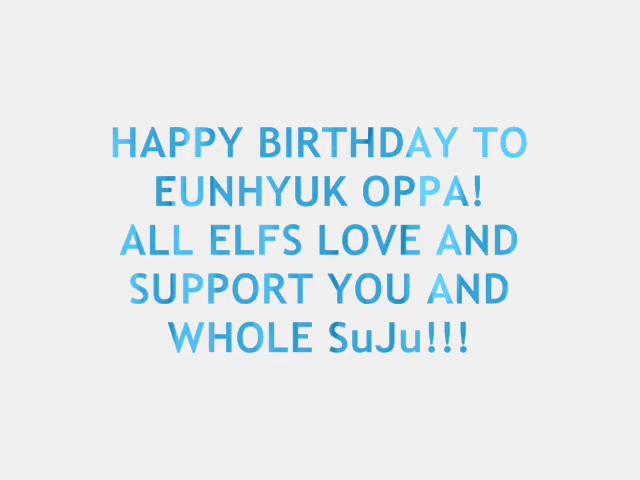 HAPPY BIRTHDAY TO
EUNHYUK OPPA!
ALL ELFS LOVE AND
SUPPORT YOU AND
WHOLE SuJu!!!